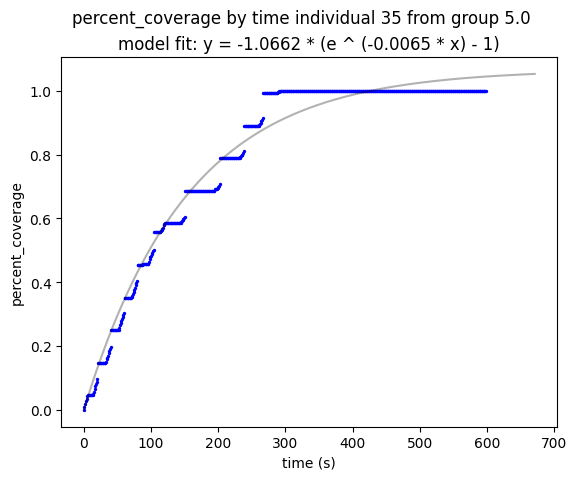 percent_coverage by time individual 35 from group 5.0
model fit: y = -1.0662 * (e ^ (-0.0065 * x) - 1)
1.0
0.8
0.6
0.4
0.2
0.0
percent_coverage
0 100 200 300 400 500 600 700
time (s)